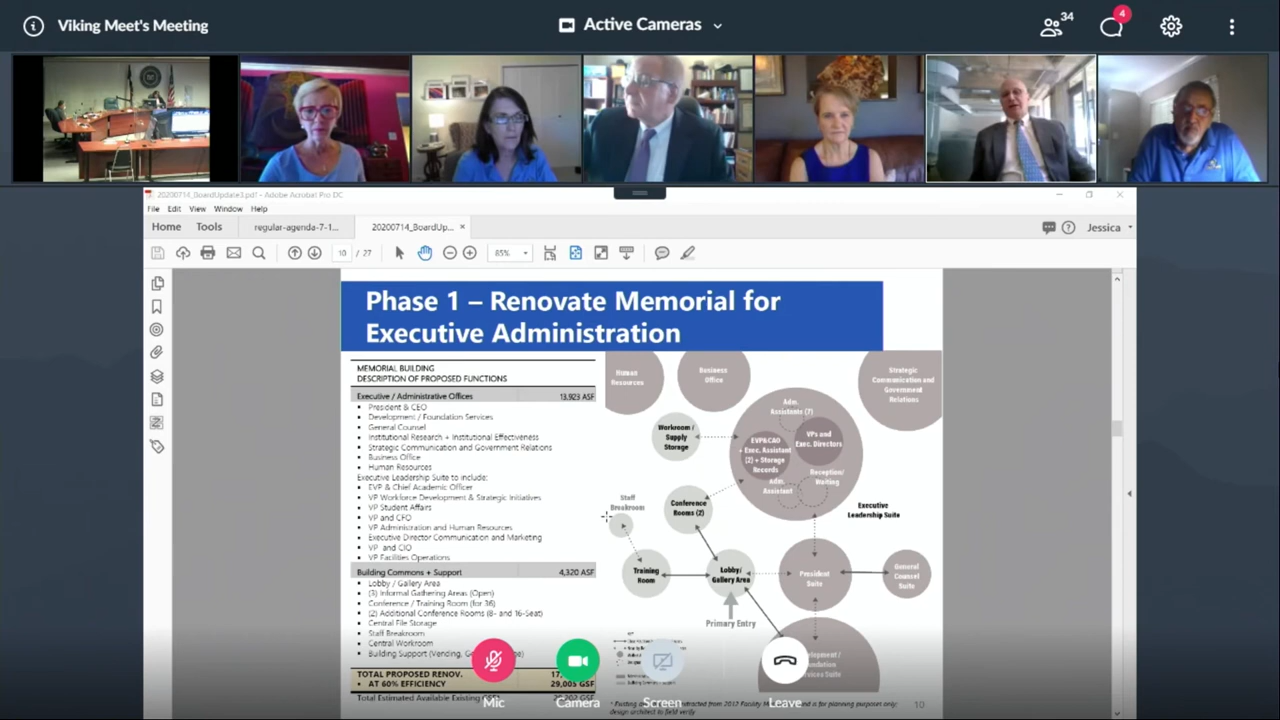 Viking Meet's Meeting
Active Cameras
34
4
20200714_BoardUpdate3.pdf - Adobe Acrobat Pro DC
File Edit View Window Help
Home Tools regular-agenda-7-1... 20200714_BoardUp... ×
Jessica
10 / 27
85%
Phase 1 – Renovate Memorial for
Executive Administration
MEMORIAL BUILDING
DESCRIPTION OF PROPOSED FUNCTIONS
Executive / Administrative Offices 13,923 ASF
▪ President & CEO
▪ Development / Foundation Services
▪ General Counsel
▪ Institutional Research + Institutional Effectiveness
▪ Strategic Communication and Government Relations
▪ Business Office
▪ Human Resources
Executive Leadership Suite to include:
▪ EVP & Chief Academic Officer
▪ VP Workforce Development & Strategic Initiatives
▪ VP Student Affairs
▪ VP and CFO
▪ VP Administration and Human Resources
▪ Executive Director Communication and Marketing
▪ VP and CIO
▪ VP Facilities Operations
Building Commons + Support 4,320 ASF
▪ Lobby / Gallery Area
▪ (3) Informal Gathering Areas (Open)
▪ Conference / Training Room (for 36)
▪ (2) Additional Conference Rooms (8- and 16-Seat)
▪ Central File Storage
▪ Staff Breakroom
▪ Central Workroom
▪ Building Support (Vending,
TOTAL PROPOSED RENOV.
▪ AT 60% EFFICIENCY 29,005 GSF
Total Estimated Available Existing
Human
Resources
Business
Office
Strategic
Communication and
Government
Relations
Workroom /
Supply
Storage
Adm.
Assistants (7)
EVP&CAO
+ Exec. Assistant
(2) + Storage
Records
VPs and
Exec. Directors
Reception/
Waiting
Adm.
Assistant
Executive
Leadership Suite
Staff
Breakroom
Conference
Rooms (2)
Training
Room
Lobby/
Gallery Area
President
Suite
General
Counsel
Suite
Primary Entry
10
Mic
Camera
Screen
Leave